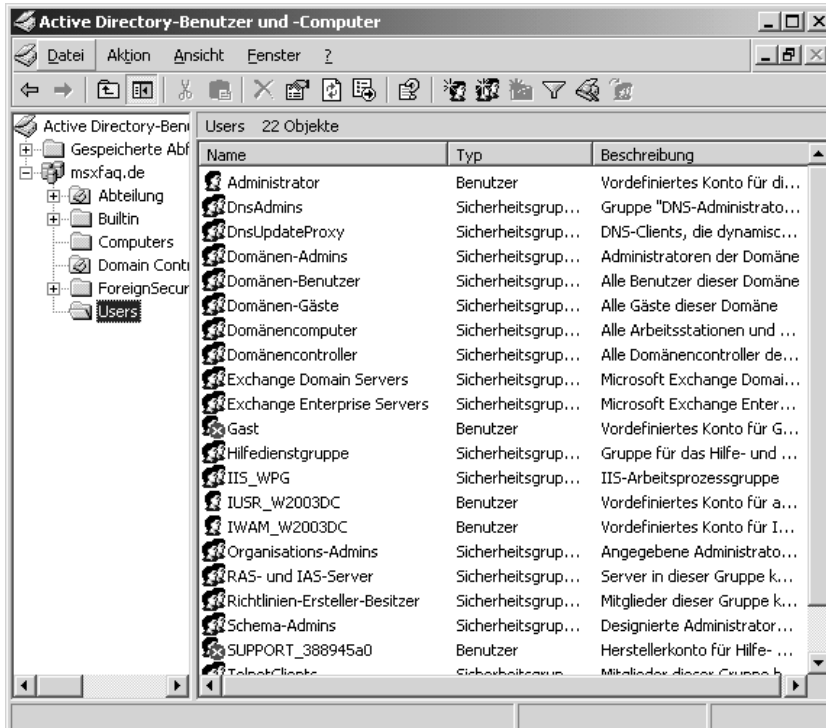 Active Directory-Benutzer und -Computer
Datei Aktion Ansicht Fenster ?
Active Directory-Ben
Gespeicherte Abf
msxfaq.de
Abteilung
Builtin
Computers
Domain Contr
ForeignSecur
Users
Users 22 Objekte
Name Typ Beschreibung
Administrator Benutzer Vordefiniertes Konto für di...
DnsAdmins Sicherheitsgrup... Gruppe "DNS-Administrato...
DnsUpdateProxy Sicherheitsgrup... DNS-Clients, die dynamisc...
Domänen-Admins Sicherheitsgrup... Administratoren der Domäne
Domänen-Benutzer Sicherheitsgrup... Alle Benutzer dieser Domäne
Domänen-Gäste Sicherheitsgrup... Alle Gäste dieser Domäne
Domänencomputer Sicherheitsgrup... Alle Arbeitsstationen und ...
Domänencontroller Sicherheitsgrup... Alle Domänencontroller de...
Exchange Domain Servers Sicherheitsgrup... Microsoft Exchange Domai...
Exchange Enterprise Servers Sicherheitsgrup... Microsoft Exchange Enter...
Gast Benutzer Vordefiniertes Konto für G...
Hilfedienstgruppe Sicherheitsgrup... Gruppe für das Hilfe- und ...
IIS_WPG Sicherheitsgrup... IIS-Arbeitsprozessgruppe
IUSR_W2003DC Benutzer Vordefiniertes Konto für a...
IWAM_W2003DC Benutzer Vordefiniertes Konto für I...
Organisations-Admins Sicherheitsgrup... Angegebene Administrato...
RAS- und IAS-Server Sicherheitsgrup... Server in dieser Gruppe k...
Richtlinien-Ersteller-Besitzer Sicherheitsgrup... Mitglieder dieser Gruppe k...
Schema-Admins Sicherheitsgrup... Designierte Administrator...
SUPPORT_388945a0 Benutzer Herstellerkonto für Hilfe- ...
TelnetClients Sicherheitsgrup... Mitglieder dieser Gruppe h...